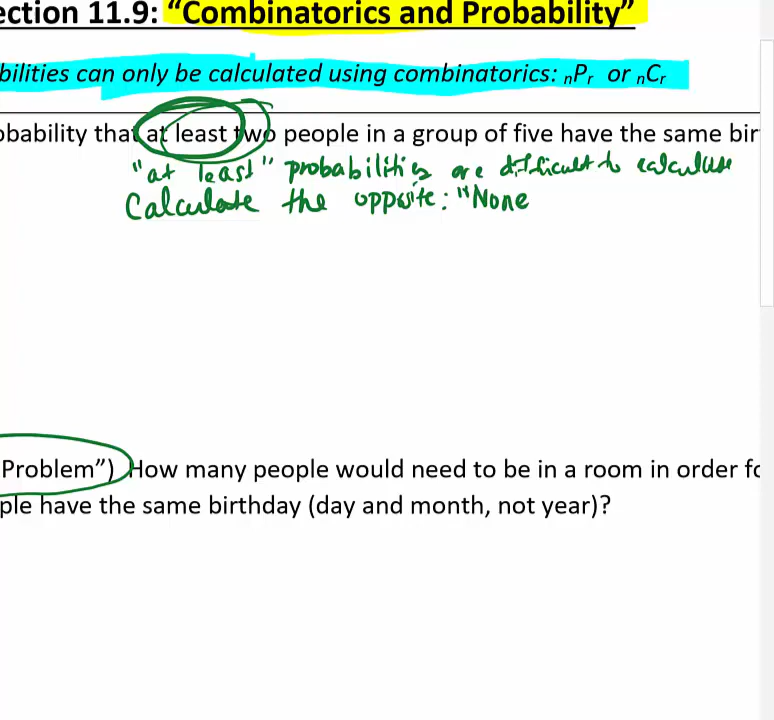 ection 11.9: “Combinatorics and Probability”
bilities can only be calculated using combinatorics: nPr or nCr
obability that at least two people in a group of five have the same bir
"at least" probabilities are difficult to calculate
Calculate the opposite: "None
Problem”) How many people would need to be in a room in order fo
ple have the same birthday (day and month, not year)?